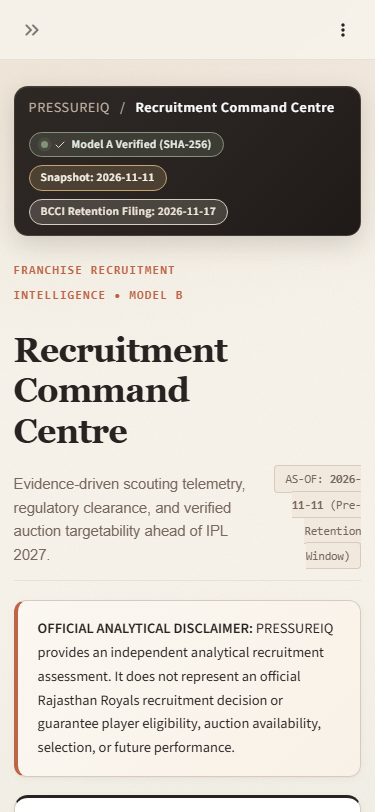 PRESSUREIQ / Recruitment Command Centre
✓ Model A Verified (SHA-256)
Snapshot: 2026-11-11
BCCI Retention Filing: 2026-11-17
FRANCHISE RECRUITMENT
INTELLIGENCE • MODEL B
Recruitment
Command
Centre
Evidence-driven scouting telemetry,
regulatory clearance, and verified
auction targetability ahead of IPL
2027.
AS-OF: 2026-
11-11 (Pre-
Retention
Window)
OFFICIAL ANALYTICAL DISCLAIMER: PRESSUREIQ
provides an independent analytical recruitment
assessment. It does not represent an official
Rajasthan Royals recruitment decision or
guarantee player eligibility, auction availability,
selection, or future performance.